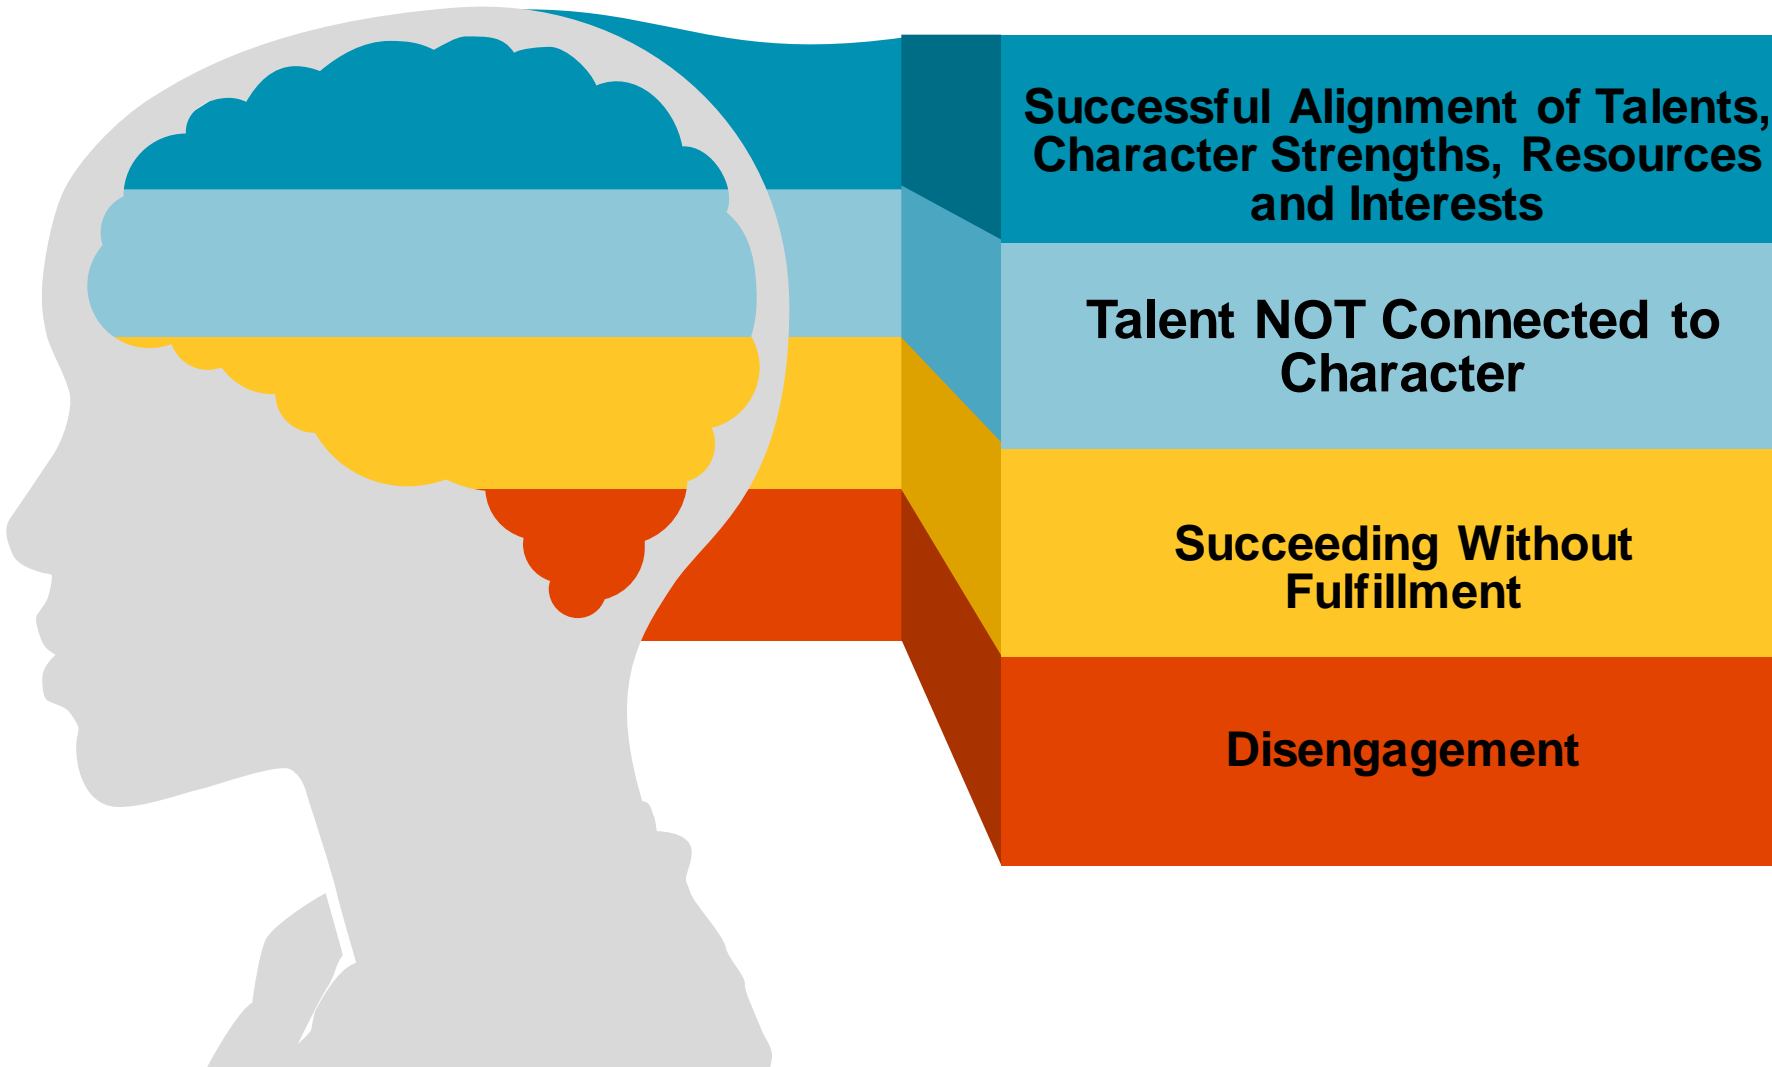 Successful Alignment of Talents,
Character Strengths, Resources
and Interests
Talent NOT Connected to
Character
Succeeding Without
Fulfillment
Disengagement